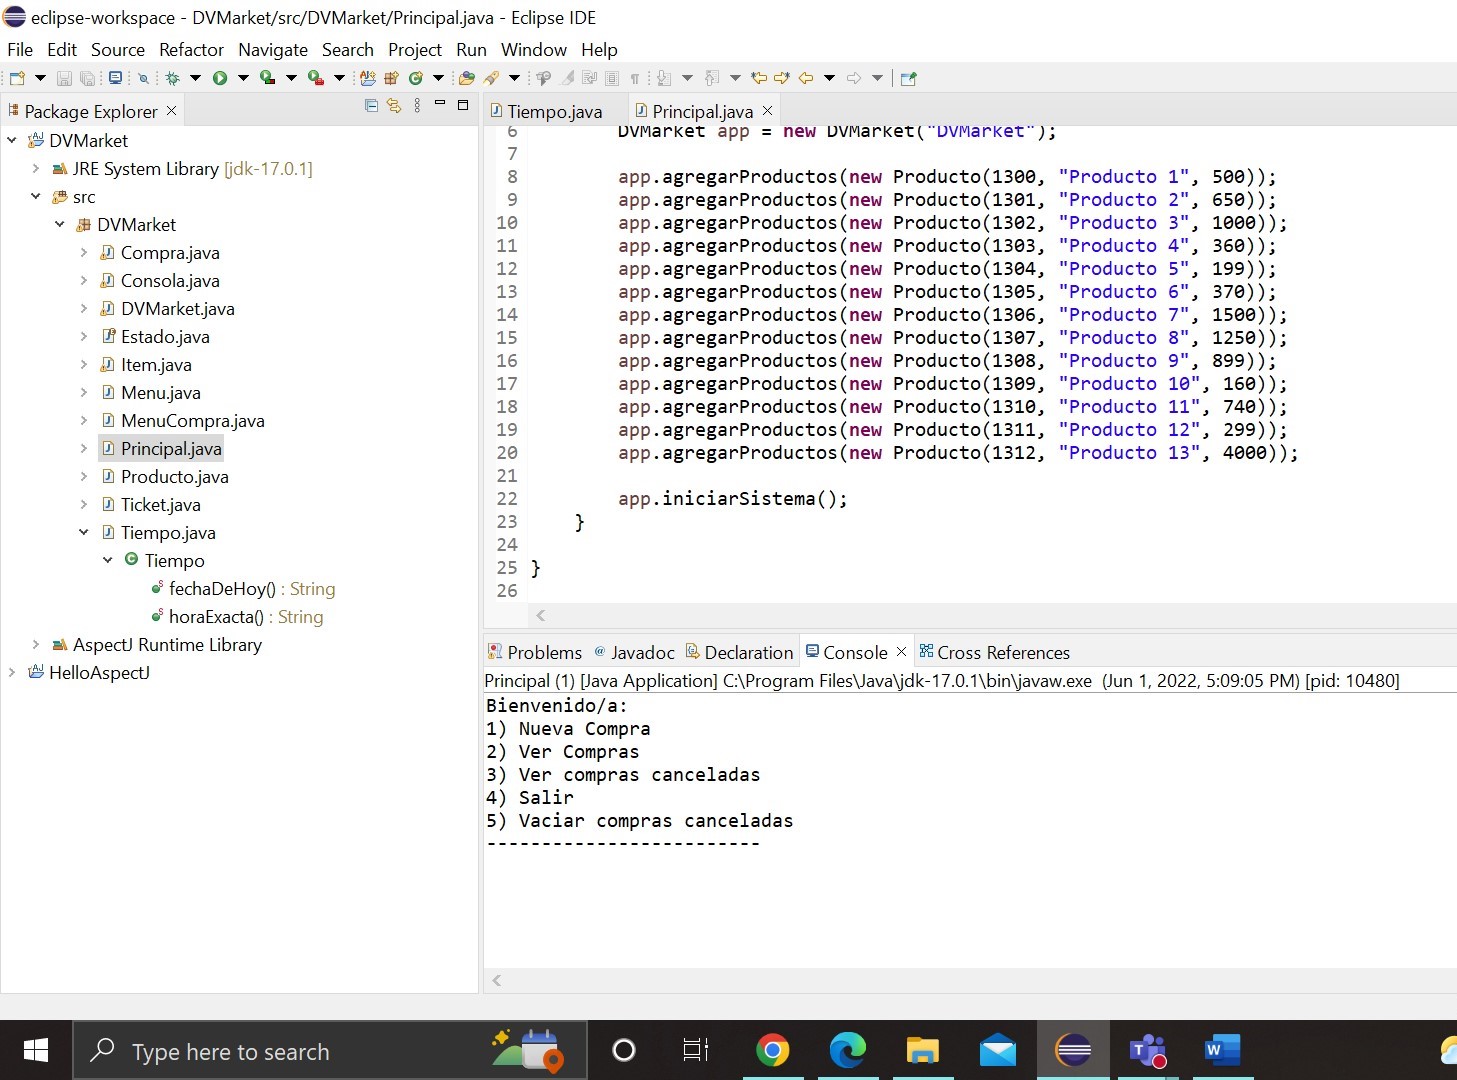 eclipse-workspace - DVMarket/src/DVMarket/Principal.java - Eclipse IDE
File Edit Source Refactor Navigate Search Project Run Window Help
Package Explorer
DVMarket
JRE System Library [jdk-17.0.1]
src
DVMarket
Compra.java
Consola.java
DVMarket.java
Estado.java
Item.java
Menu.java
MenuCompra.java
Principal.java
Producto.java
Ticket.java
Tiempo.java
Tiempo
fechaDeHoy() : String
horaExacta() : String
AspectJ Runtime Library
HelloAspectJ
Tiempo.java Principal.java
6 DVMarket app = new DVMarket("DVMarket");
7
8 app.agregarProductos(new Producto(1300, "Producto 1", 500));
9 app.agregarProductos(new Producto(1301, "Producto 2", 650));
10 app.agregarProductos(new Producto(1302, "Producto 3", 1000));
11 app.agregarProductos(new Producto(1303, "Producto 4", 360));
12 app.agregarProductos(new Producto(1304, "Producto 5", 199));
13 app.agregarProductos(new Producto(1305, "Producto 6", 370));
14 app.agregarProductos(new Producto(1306, "Producto 7", 1500));
15 app.agregarProductos(new Producto(1307, "Producto 8", 1250));
16 app.agregarProductos(new Producto(1308, "Producto 9", 899));
17 app.agregarProductos(new Producto(1309, "Producto 10", 160));
18 app.agregarProductos(new Producto(1310, "Producto 11", 740));
19 app.agregarProductos(new Producto(1311, "Producto 12", 299));
20 app.agregarProductos(new Producto(1312, "Producto 13", 4000));
21
22 app.iniciarSistema();
23 }
24
25 }
26
Problems Javadoc Declaration Console Cross References
Principal (1) [Java Application] C:\Program Files\Java\jdk-17.0.1\bin\javaw.exe (Jun 1, 2022, 5:09:05 PM) [pid: 10480]
Bienvenido/a:
1) Nueva Compra
2) Ver Compras
3) Ver compras canceladas
4) Salir
5) Vaciar compras canceladas
-------------------------
Type here to search